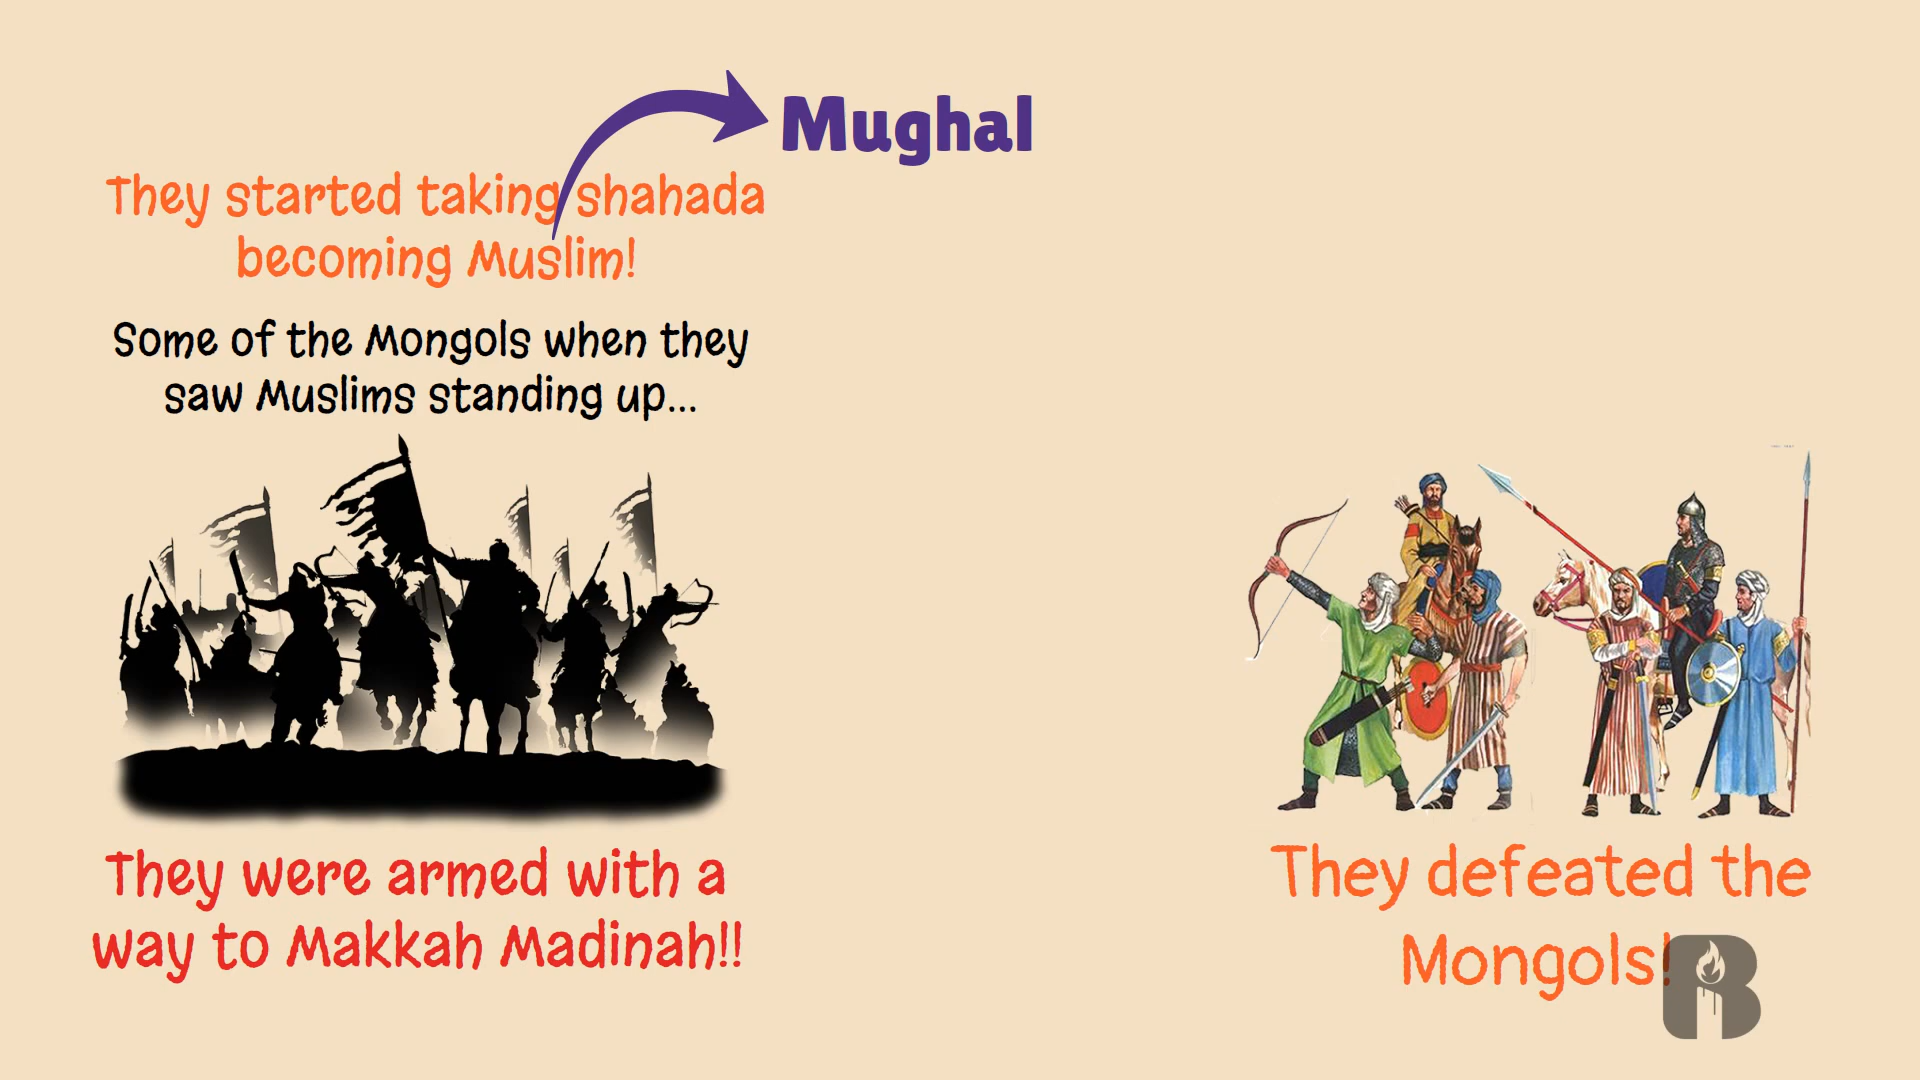 Mughal
They started taking shahada
becoming Muslim!
Some of the Mongols when they
saw Muslims standing up...
They were armed with a
way to Makkah Madinah!!
They defeated the
Mongols!
B